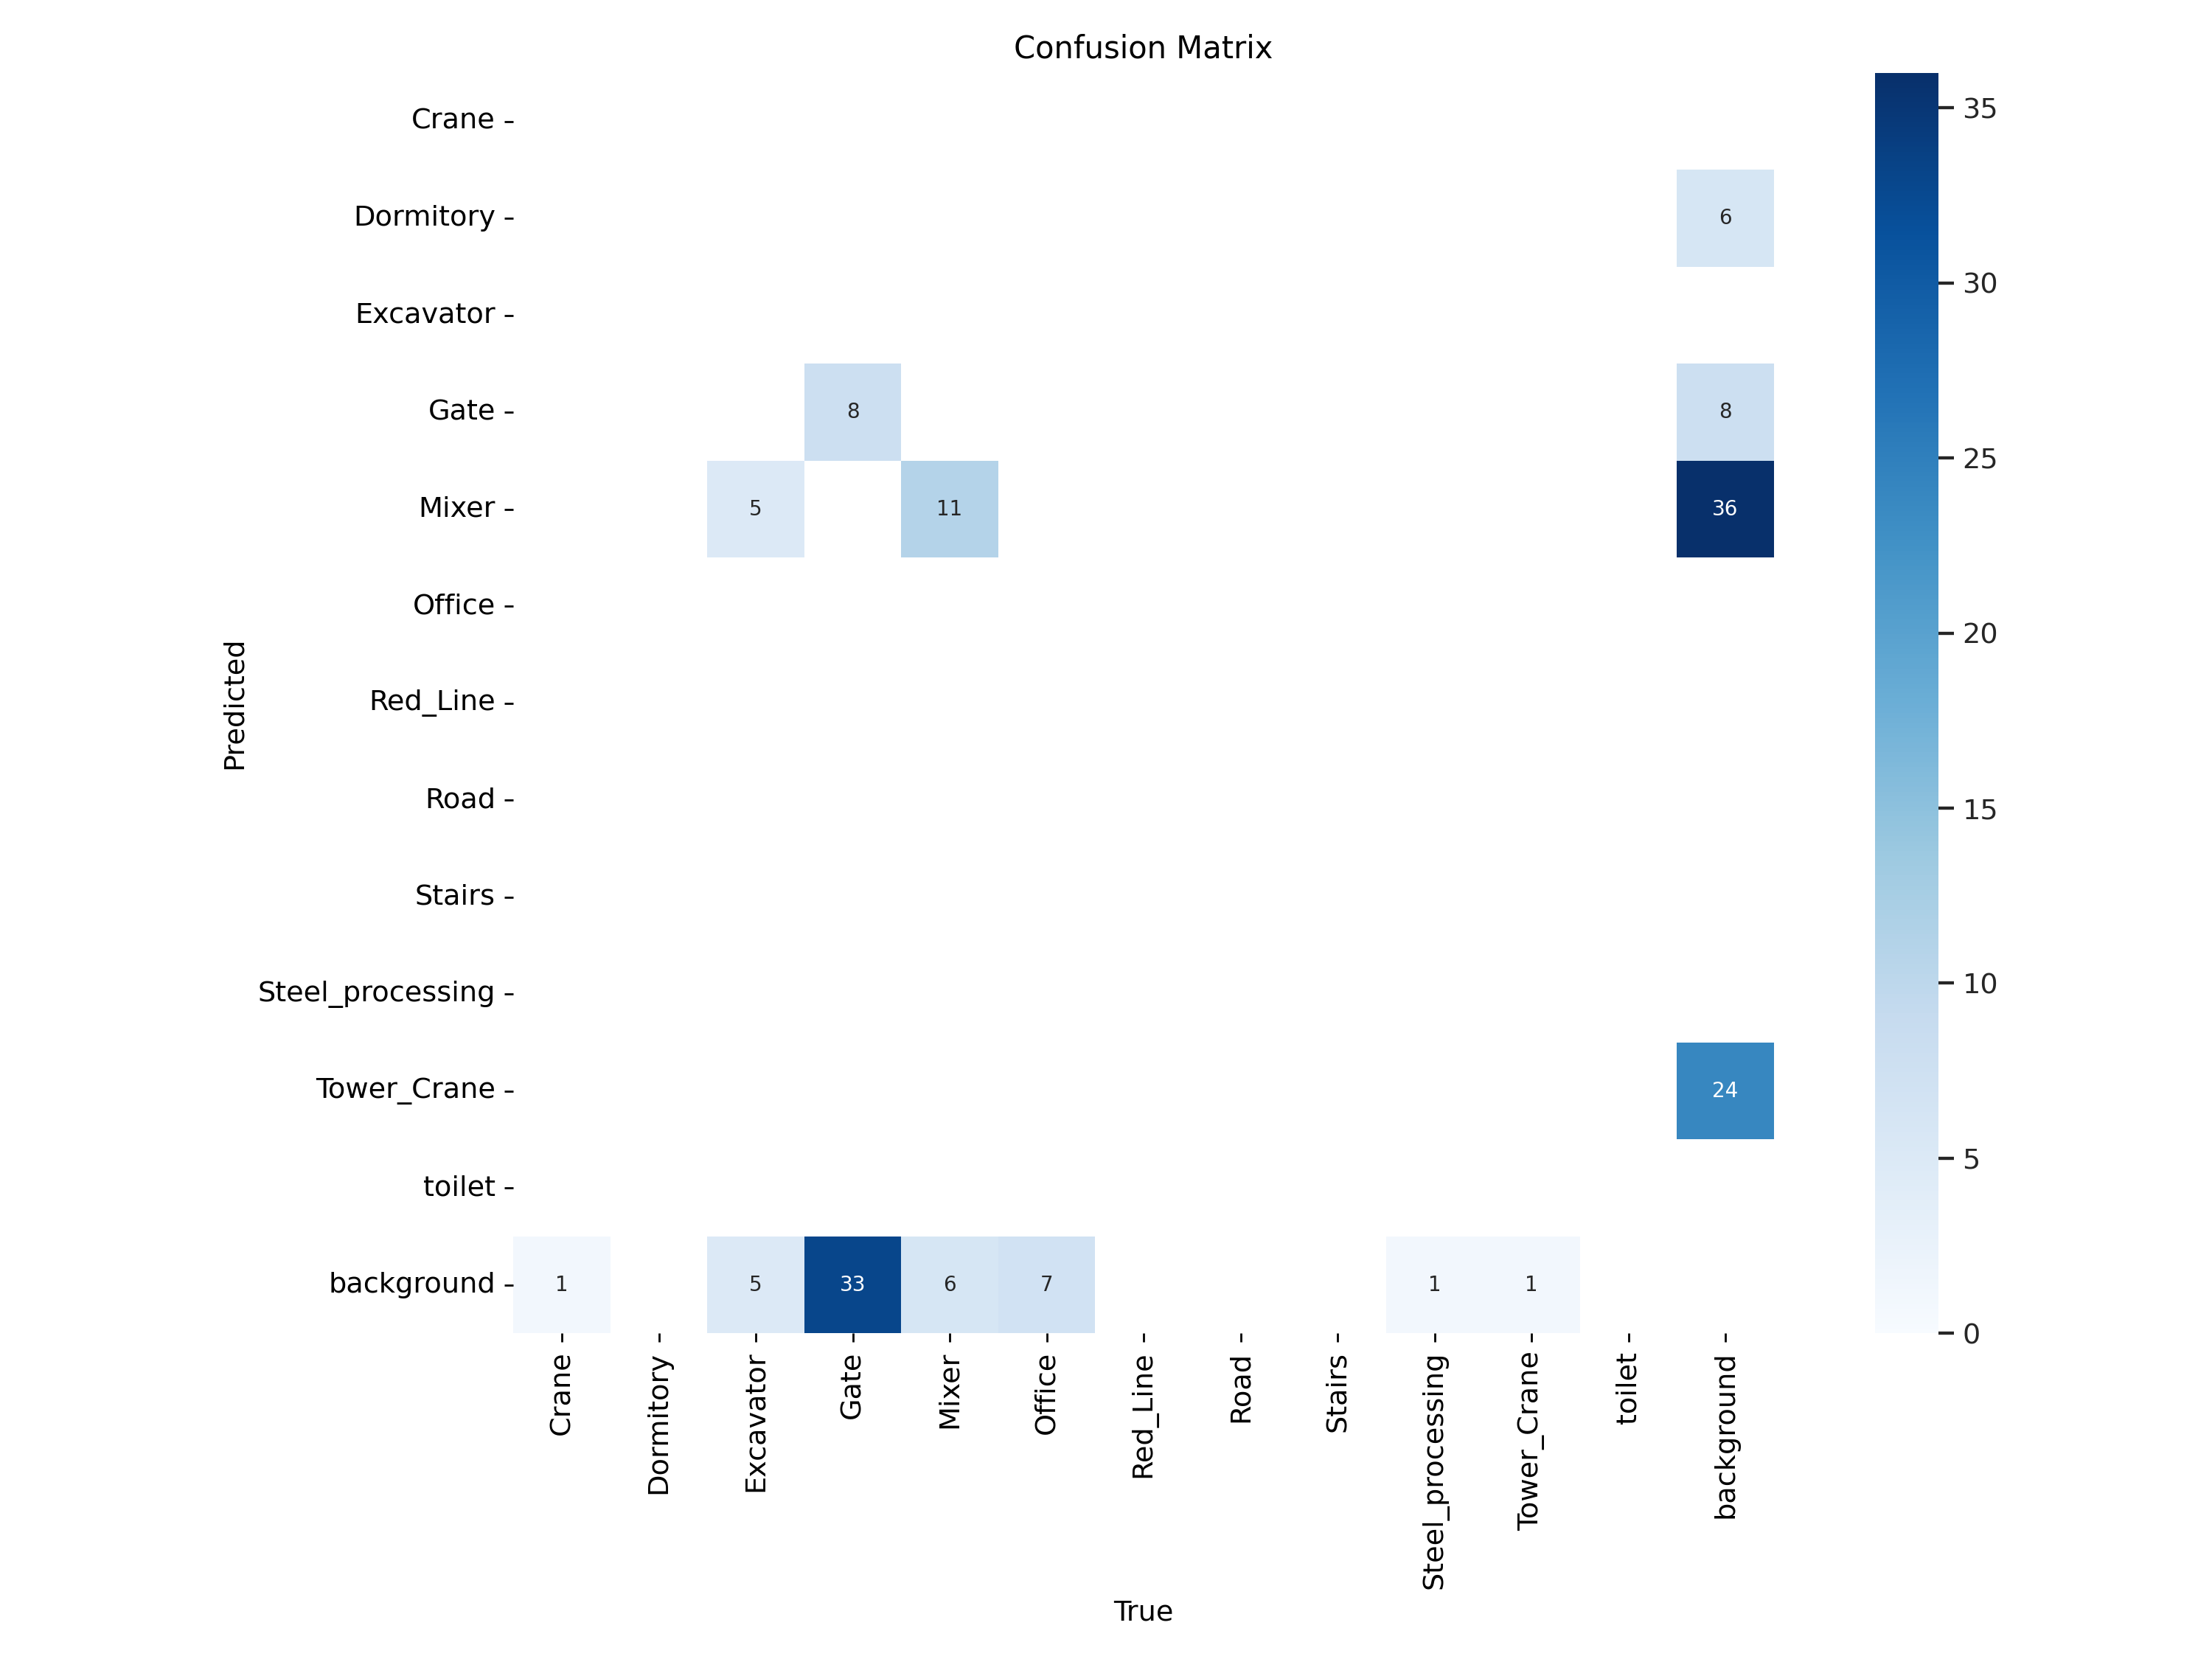 Confusion Matrix
Crane
Dormitory 6
Excavator
Gate 8 8
Mixer 5 11 36
Office
Red_Line
Road
Stairs
Steel_processing
Tower_Crane 24
toilet
background 1 5 33 6 7 1 1
Predicted
Crane Dormitory Excavator Gate Mixer Office Red_Line Road Stairs Steel_processing Tower_Crane toilet background
True
35
30
25
20
15
10
5
0